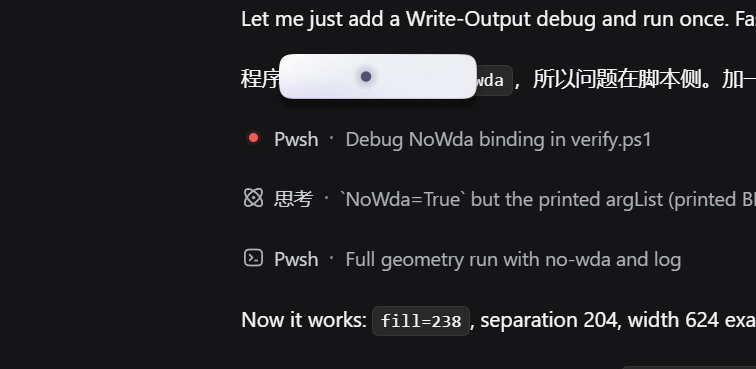 Let me just add a Write-Output debug and run once. Fa
程序 wda，所以问题在脚本侧。加一
Pwsh · Debug NoWda binding in verify.ps1
思考 · `NoWda=True` but the printed argList (printed B
Pwsh · Full geometry run with no-wda and log
Now it works: fill=238, separation 204, width 624 exa